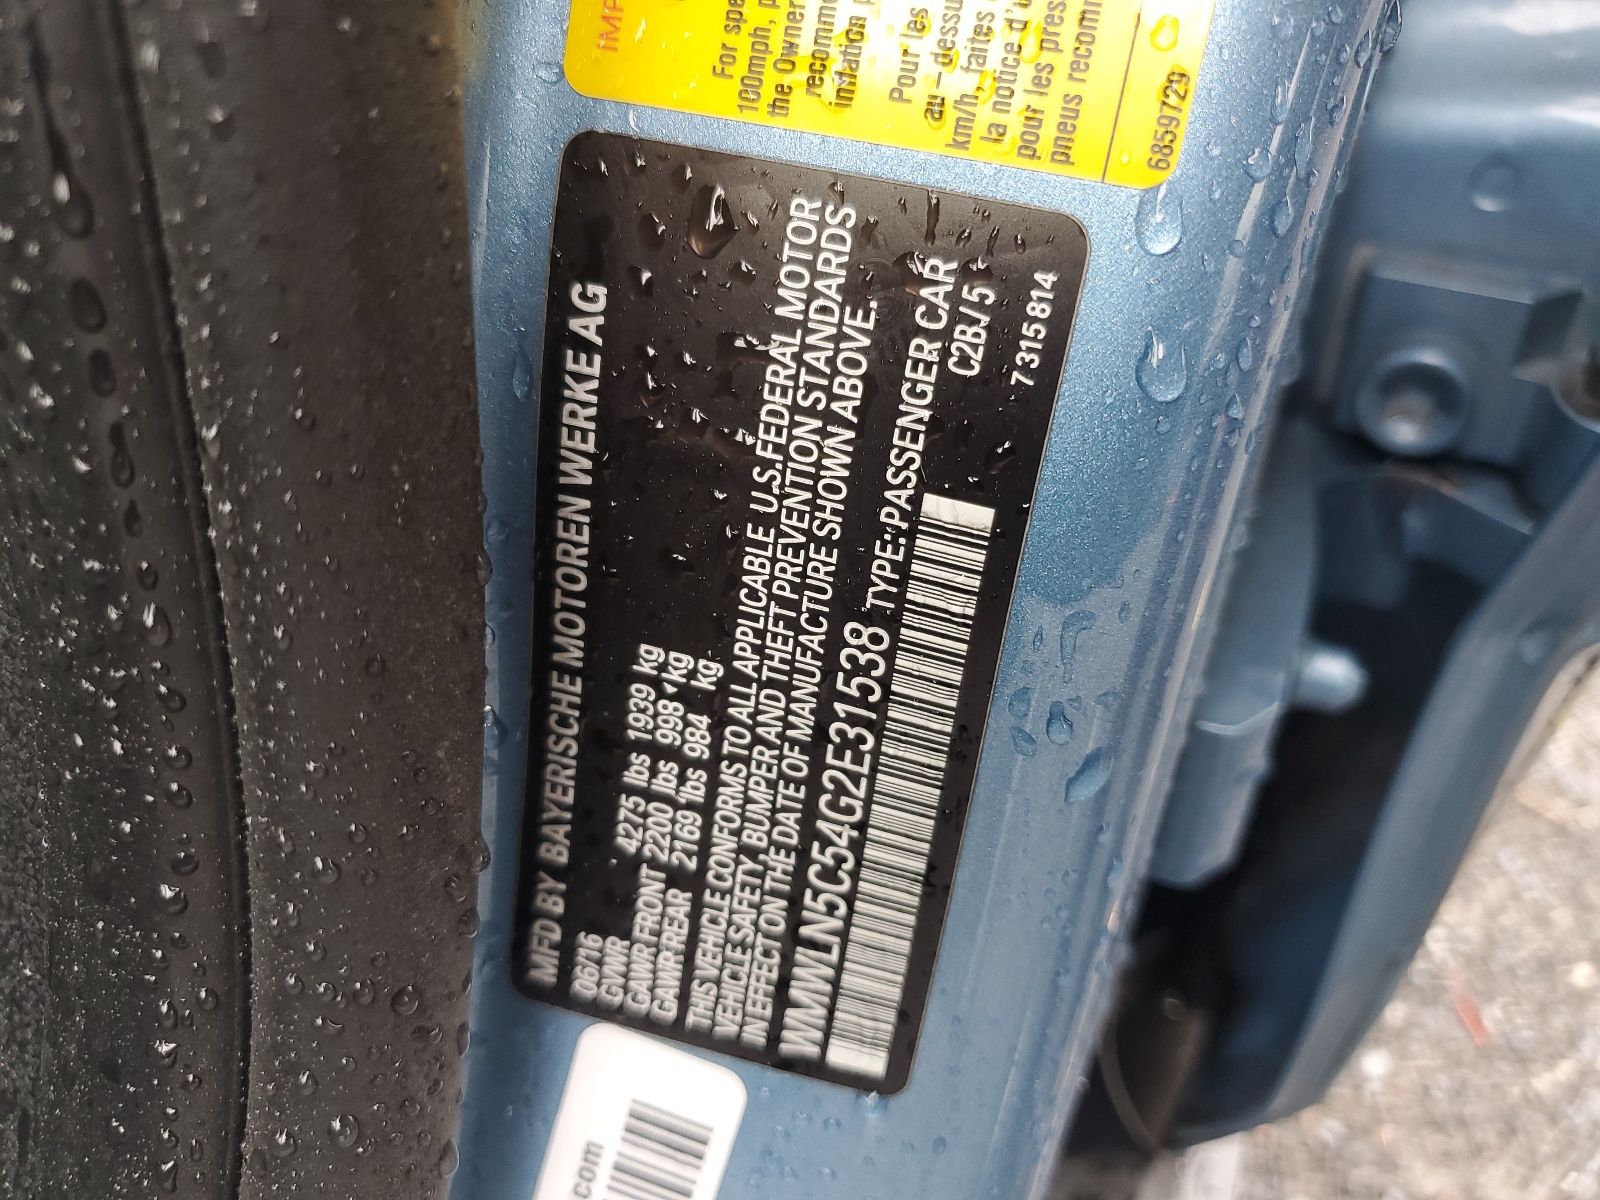 For spe
100mph, p
the Owner
recomme
inflation p
Pour les
au-dessu
km/h, faites
la notice d'u
pour les pres
pneus recomm
6859729
MFD BY BAYERISCHE MOTOREN WERKE AG
06/16
GVWR 4275 lbs 1939 kg
GAWR FRONT 2200 lbs 998 kg
GAWR REAR 2169 lbs 984 kg
THIS VEHICLE CONFORMS TO ALL APPLICABLE U.S.FEDERAL MOTOR
VEHICLE SAFETY, BUMPER AND THEFT PREVENTION STANDARDS
IN EFFECT ON THE DATE OF MANUFACTURE SHOWN ABOVE.
WMWLN5C54G2E31538 TYPE: PASSENGER CAR
C2B/5
7315814
.com